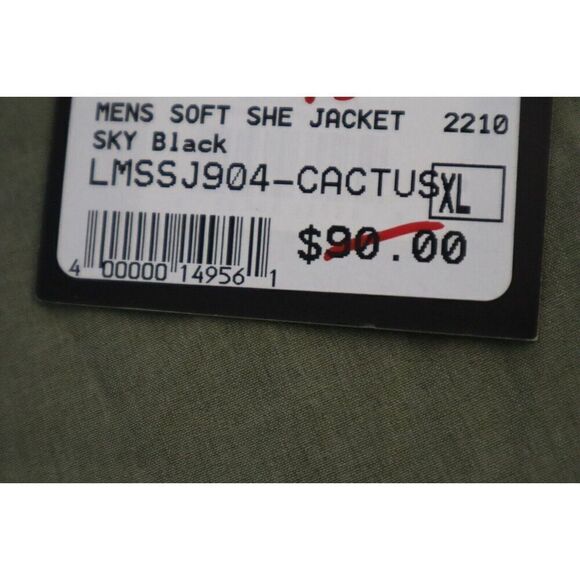 MENS SOFT SHE JACKET 2210
SKY Black
LMSSJ904-CACTUS XL
$90.00
4 00000 14956 1